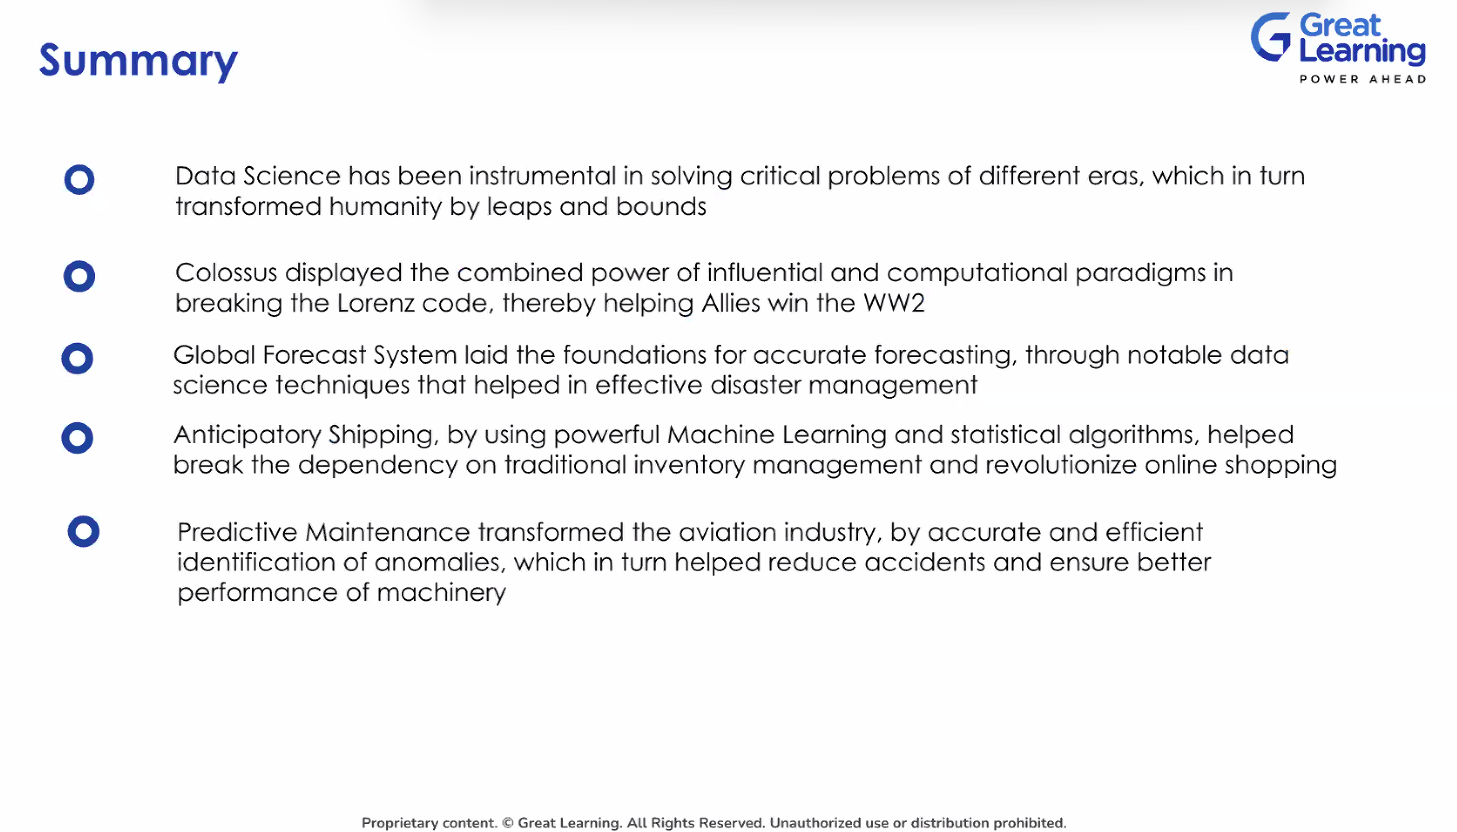 Summary
Great
Learning
POWER AHEAD
Data Science has been instrumental in solving critical problems of different eras, which in turn
transformed humanity by leaps and bounds
Colossus displayed the combined power of influential and computational paradigms in
breaking the Lorenz code, thereby helping Allies win the WW2
Global Forecast System laid the foundations for accurate forecasting, through notable data
science techniques that helped in effective disaster management
Anticipatory Shipping, by using powerful Machine Learning and statistical algorithms, helped
break the dependency on traditional inventory management and revolutionize online shopping
Predictive Maintenance transformed the aviation industry, by accurate and efficient
identification of anomalies, which in turn helped reduce accidents and ensure better
performance of machinery
Proprietary content. © Great Learning. All Rights Reserved. Unauthorized use or distribution prohibited.